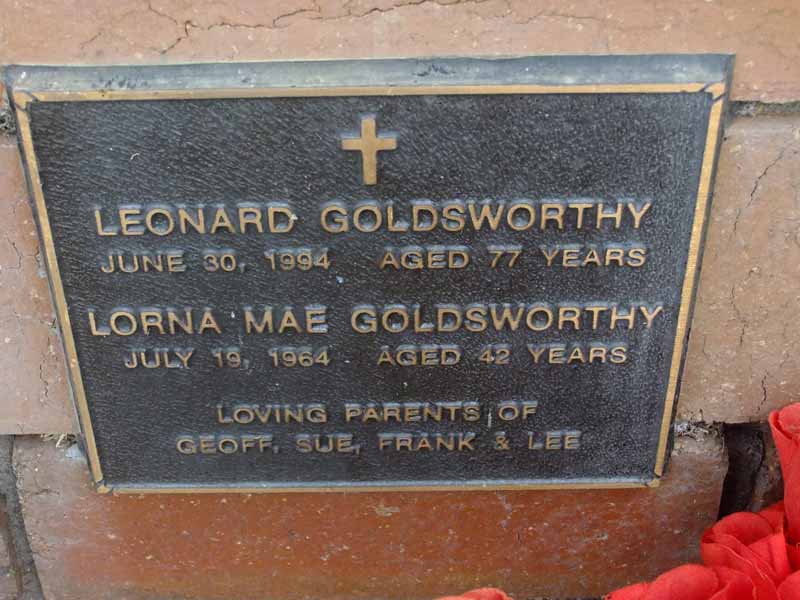 LEONARD GOLDSWORTHY
JUNE 30, 1994 AGED 77 YEARS
LORNA MAE GOLDSWORTHY
JULY 19, 1964 AGED 42 YEARS
LOVING PARENTS OF
GEOFF, SUE, FRANK & LEE